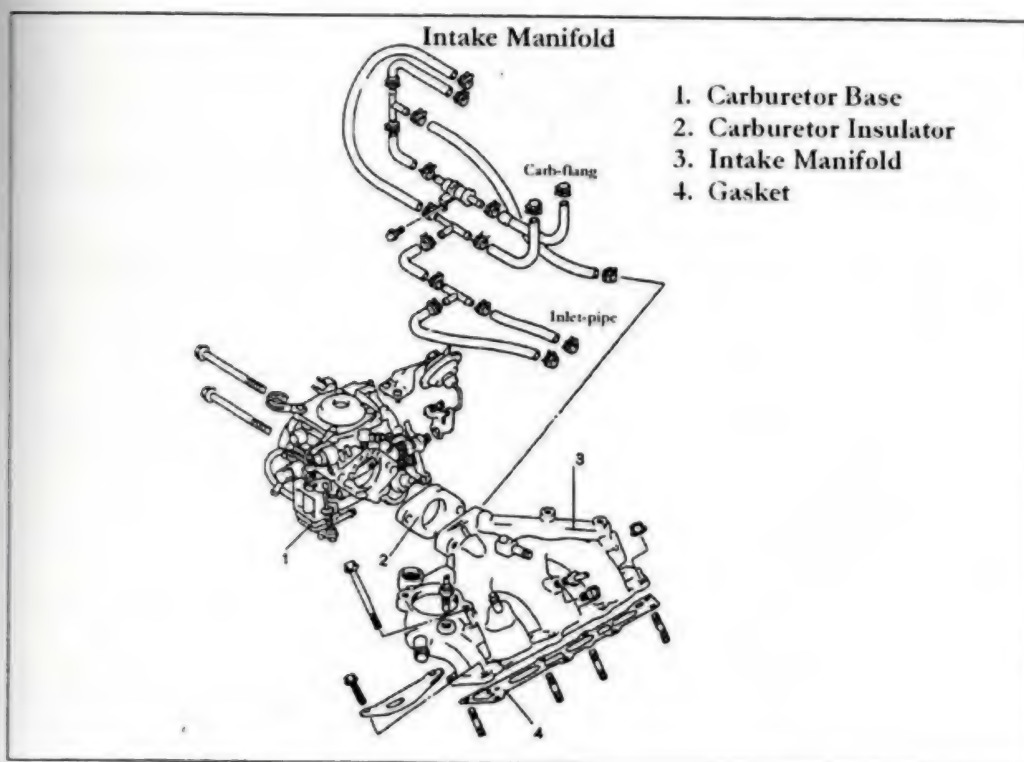 Intake Manifold
1. Carburetor Base
2. Carburetor Insulator
3. Intake Manifold
4. Gasket
Carb-flang
Inlet-pipe
3
1
2
4